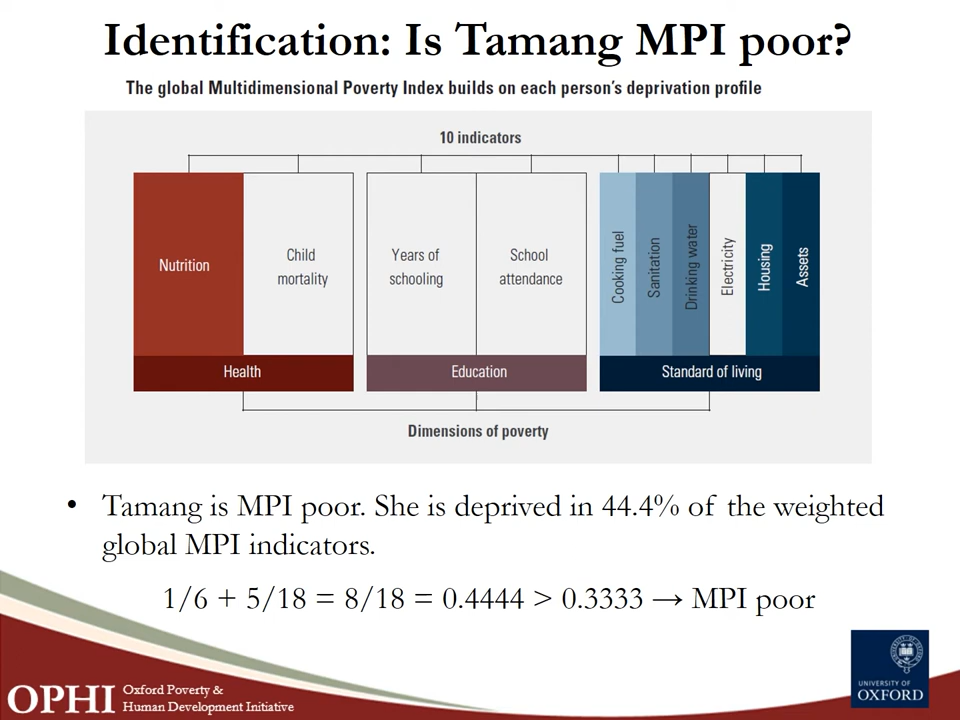 Identification: Is Tamang MPI poor?
The global Multidimensional Poverty Index builds on each person's deprivation profile
10 indicators
Nutrition
Child
mortality
Years of
schooling
School
attendance
Cooking fuel
Sanitation
Drinking water
Electricity
Housing
Assets
Health
Education
Standard of living
Dimensions of poverty
• Tamang is MPI poor. She is deprived in 44.4% of the weighted
global MPI indicators.
1/6 + 5/18 = 8/18 = 0.4444 > 0.3333 → MPI poor
OPHI
Oxford Poverty &
Human Development Initiative
UNIVERSITY OF
OXFORD